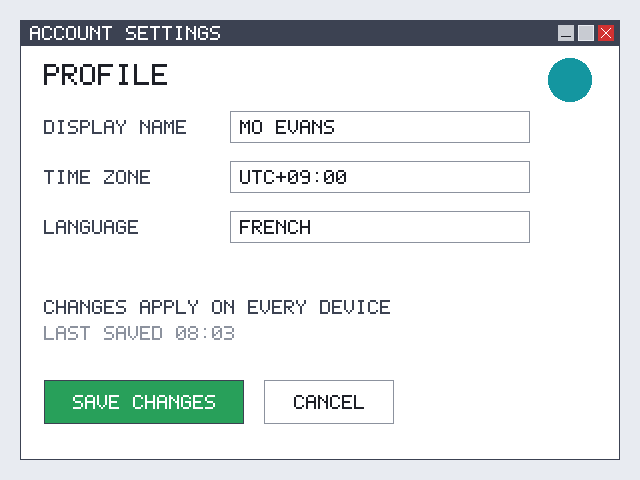 ACCOUNT SETTINGS
PROFILE
DISPLAY NAME MO EVANS
TIME ZONE UTC+09:00
LANGUAGE FRENCH
CHANGES APPLY ON EVERY DEVICE
LAST SAVED 08:03
SAVE CHANGES CANCEL